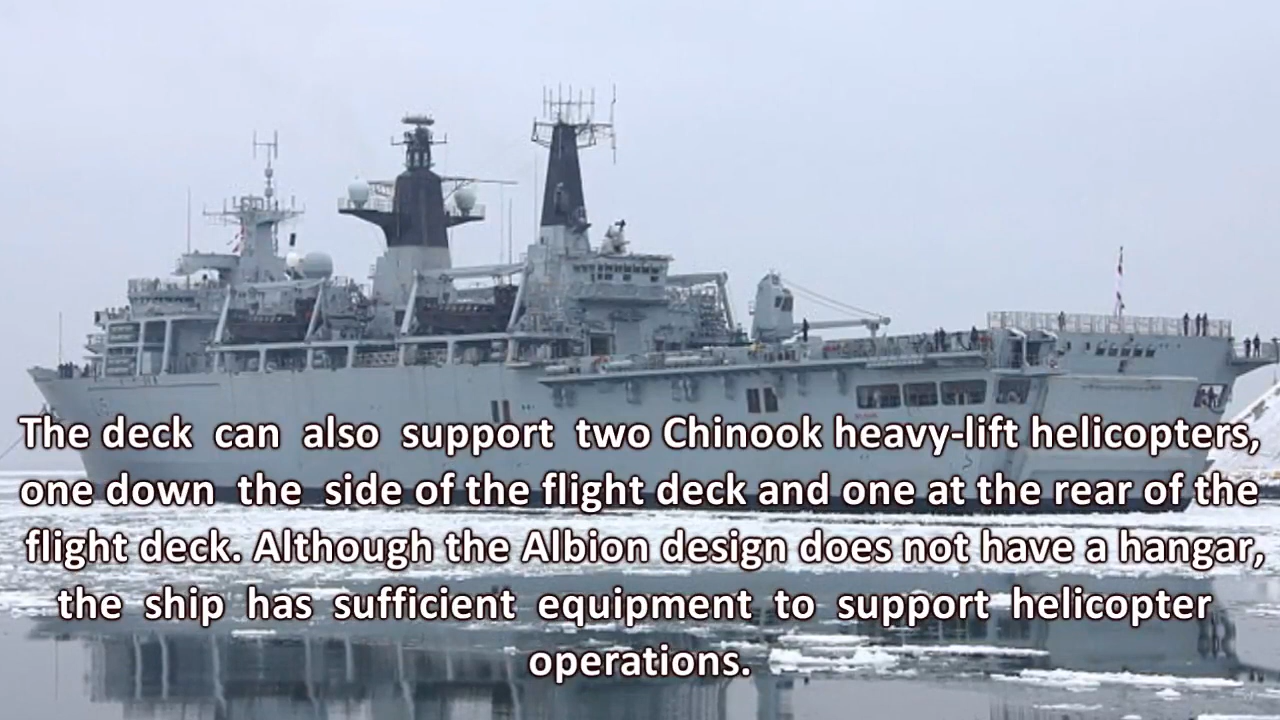 The deck can also support two Chinook heavy-lift helicopters,
one down the side of the flight deck and one at the rear of the
flight deck. Although the Albion design does not have a hangar,
the ship has sufficient equipment to support helicopter
operations.